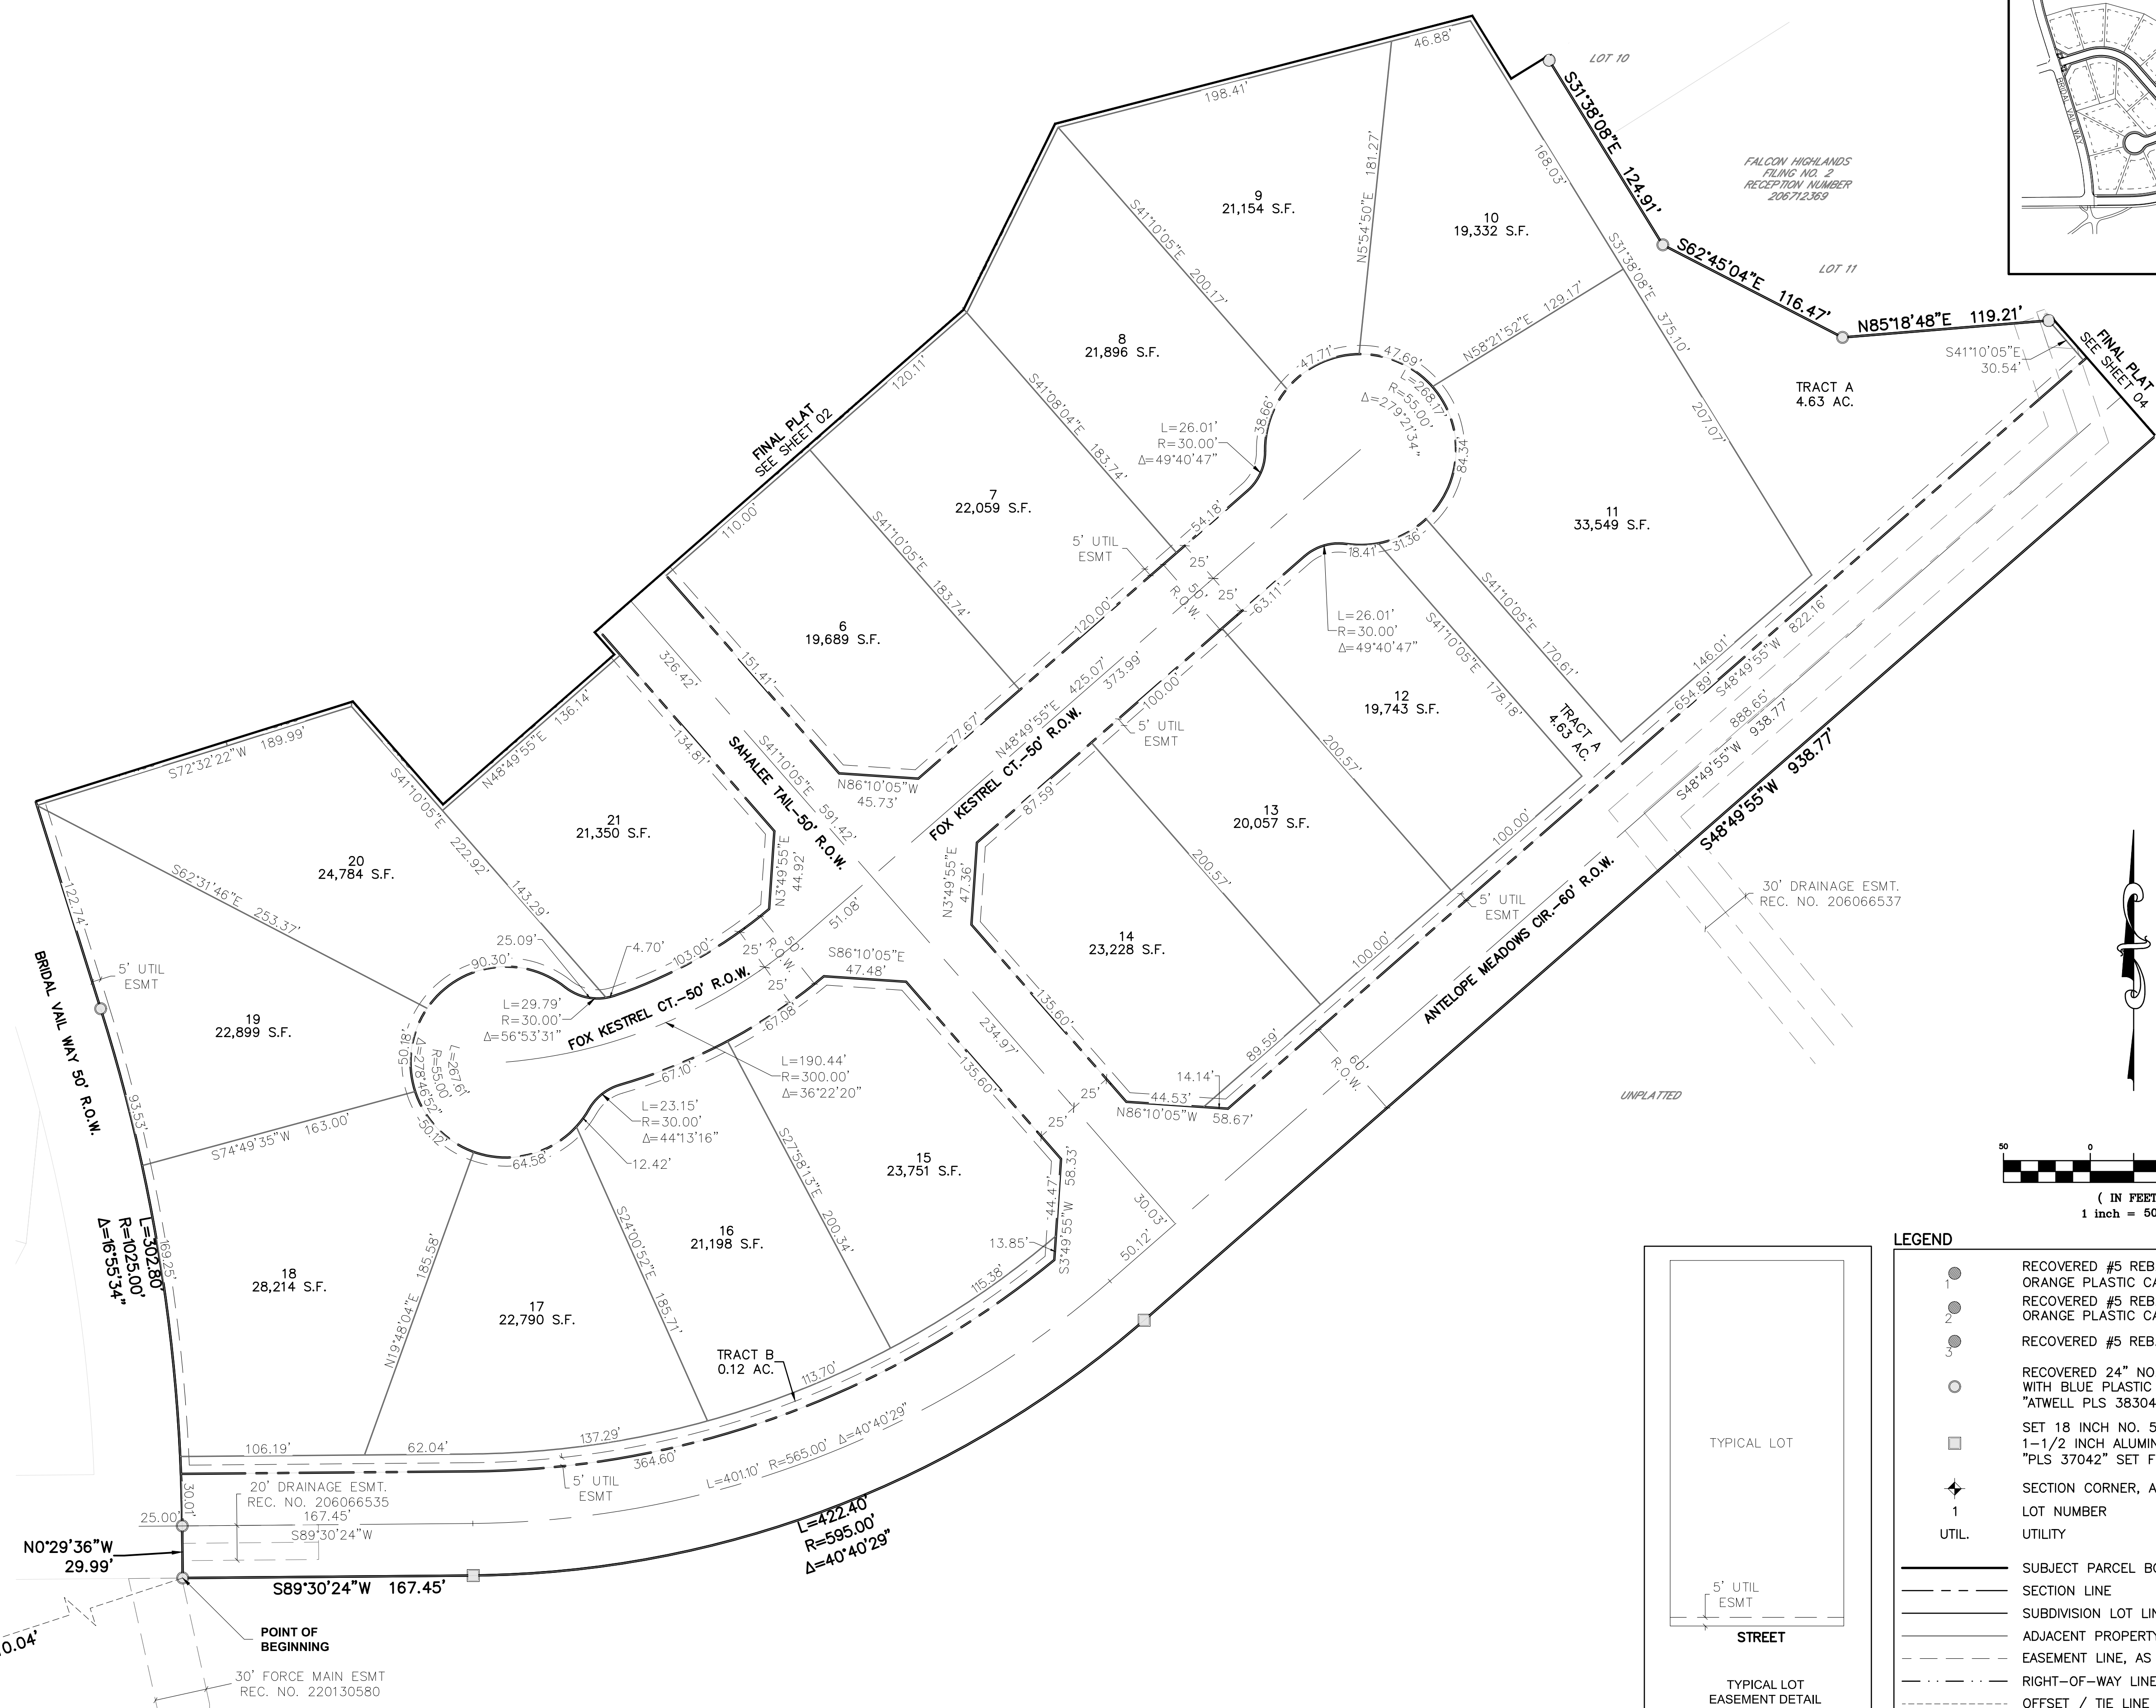 46.88'
LOT 10
198.41'
S31°38'08"E 124.91'
BRIDAL VAIL WAY
FALCON HIGHLANDS
FILING NO. 2
RECEPTION NUMBER
206712369
168.03'
N5°54'50"E 181.27'
9
21,154 S.F.
10
19,332 S.F.
S41°10'05"E 200.17'
S31°38'08"E 375.10'
S62°45'04"E 116.47'
LOT 11
N58°21'52"E 129.17'
N85°18'48"E 119.21'
FINAL PLAT
SEE SHEET 04
S41°10'05"E
30.54'
8
21,896 S.F.
120.11'
47.71'
47.69'
L=268.17'
R=55.00'
Δ=279°21'34"
TRACT A
4.63 AC.
FINAL PLAT
SEE SHEET 02
S41°08'04"E 183.74'
L=26.01'
R=30.00'
Δ=49°40'47"
38.66'
84.34'
207.07'
7
22,059 S.F.
110.00'
S41°10'05"E 183.74'
54.18'
5' UTIL
ESMT
11
33,549 S.F.
25'
50'
R.O.W.
25'
18.41'
31.36'
63.11'
L=26.01'
R=30.00'
Δ=49°40'47"
6
19,689 S.F.
120.00'
S41°10'05"E 170.61'
S41°10'05"E 178.18'
146.01'
654.89'
S48°49'55"W 822.16'
151.41'
326.42'
N48°49'55"E 425.07'
373.99'
100.00'
12
19,743 S.F.
TRACT A
4.63 AC.
888.65'
S48°49'55"W 938.77'
S48°49'55"W 938.77'
136.14'
N48°49'55"E
134.81'
S72°32'22"W 189.99'
77.67'
N86°10'05"W
45.73'
SAHALEE TAIL-50' R.O.W.
S41°10'05"E 591.42'
FOX KESTREL CT.-50' R.O.W.
5' UTIL
ESMT
87.59'
200.57'
13
20,057 S.F.
100.00'
S41°10'05"E 222.92'
21
21,350 S.F.
20
24,784 S.F.
N3°49'55"E
44.92'
N3°49'55"E
47.36'
200.57'
122.74'
S62°31'46"E 253.37'
143.29'
51.08'
5' UTIL
ESMT
30' DRAINAGE ESMT.
REC. NO. 206066537
ANTELOPE MEADOWS CIR.-60' R.O.W.
14
23,228 S.F.
25.09'
4.70'
103.00'
25'
50'
R.O.W.
25'
S86°10'05"E
47.48'
100.00'
BRIDAL VAIL WAY 50' R.O.W.
5' UTIL
ESMT
90.30'
L=29.79'
R=30.00'
Δ=56°53'31"
FOX KESTREL CT.-50' R.O.W.
135.60'
234.97'
19
22,899 S.F.
50.18'
L=267.61'
R=55.00'
Δ=278°46'52"
67.08'
L=190.44'
R=300.00'
Δ=36°22'20"
135.60'
89.59'
60'
R.O.W.
67.10'
14.14'
93.53'
50.12'
L=23.15'
R=30.00'
Δ=44°13'16"
25'
25'
44.53'
N86°10'05"W 58.67'
UNPLATTED
S74°49'35"W 163.00'
64.58'
12.42'
S27°58'13"E 200.34'
15
23,751 S.F.
44.47'
S3°49'55"W 58.33'
50 0
( IN FEET
1 inch = 50
L=302.80'
R=1025.00'
Δ=16°55'34"
169.25'
18
28,214 S.F.
N19°48'04"E 185.58'
S24°00'52"E 185.71'
16
21,198 S.F.
13.85'
30.03'
50.12'
115.38'
17
22,790 S.F.
TRACT B
0.12 AC.
113.70'
LEGEND
1
RECOVERED #5 REB
ORANGE PLASTIC CA
2
RECOVERED #5 REB
ORANGE PLASTIC CA
3
RECOVERED #5 REB
RECOVERED 24" NO
WITH BLUE PLASTIC
"ATWELL PLS 38304
SET 18 INCH NO. 5
1-1/2 INCH ALUMIN
"PLS 37042" SET F
SECTION CORNER, A
1 LOT NUMBER
UTIL. UTILITY
SUBJECT PARCEL BO
SECTION LINE
SUBDIVISION LOT LIN
ADJACENT PROPERTY
EASEMENT LINE, AS
RIGHT-OF-WAY LINE
OFFSET / TIE LINE
106.19'
62.04'
137.29'
364.60'
L=401.10' R=565.00' Δ=40°40'29"
TYPICAL LOT
20' DRAINAGE ESMT.
REC. NO. 206066535
5' UTIL
ESMT
30.01'
25.00'
167.45'
S89°30'24"W
L=422.40'
R=595.00'
Δ=40°40'29"
N0°29'36"W
29.99'
S89°30'24"W 167.45'
5' UTIL
ESMT
STREET
POINT OF
BEGINNING
0.04'
30' FORCE MAIN ESMT
REC. NO. 220130580
TYPICAL LOT
EASEMENT DETAIL